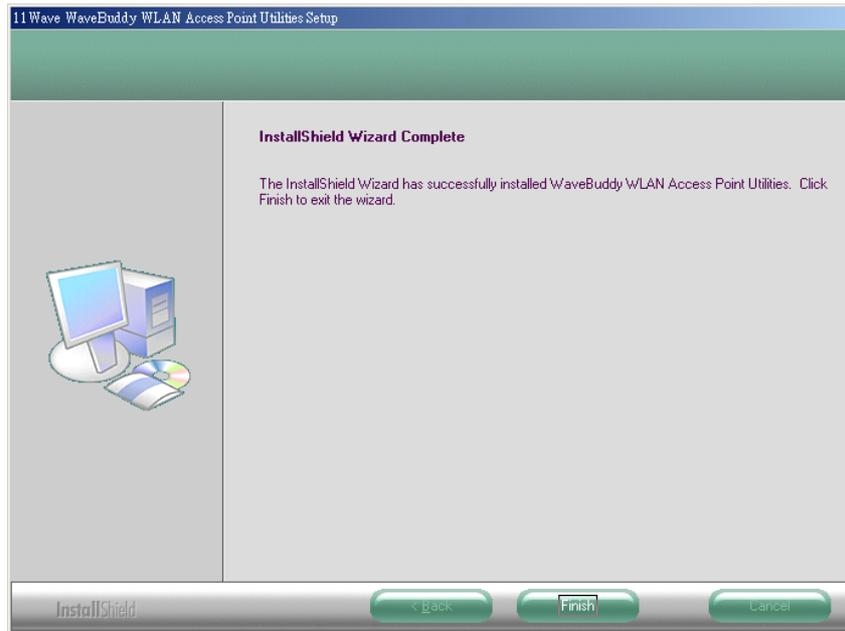 11Wave WaveBuddy WLAN Access Point Utilities Setup
InstallShield Wizard Complete
The InstallShield Wizard has successfully installed WaveBuddy WLAN Access Point Utilities. Click
Finish to exit the wizard.
InstallShield
< Back
Finish
Cancel